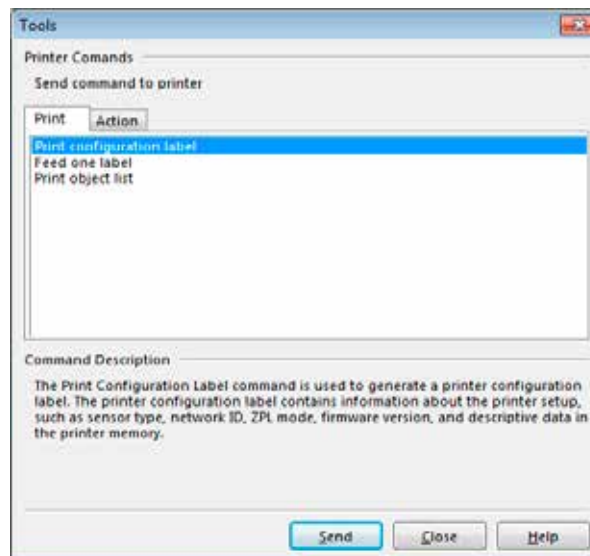 Tools
Printer Comands
Send command to printer
Print Action
Print configuration label
Feed one label
Print object list
Command Description
The Print Configuration Label command is used to generate a printer configuration
label. The printer configuration label contains information about the printer setup,
such as sensor type, network ID, ZPL mode, firmware version, and descriptive data in
the printer memory.
Send Close Help